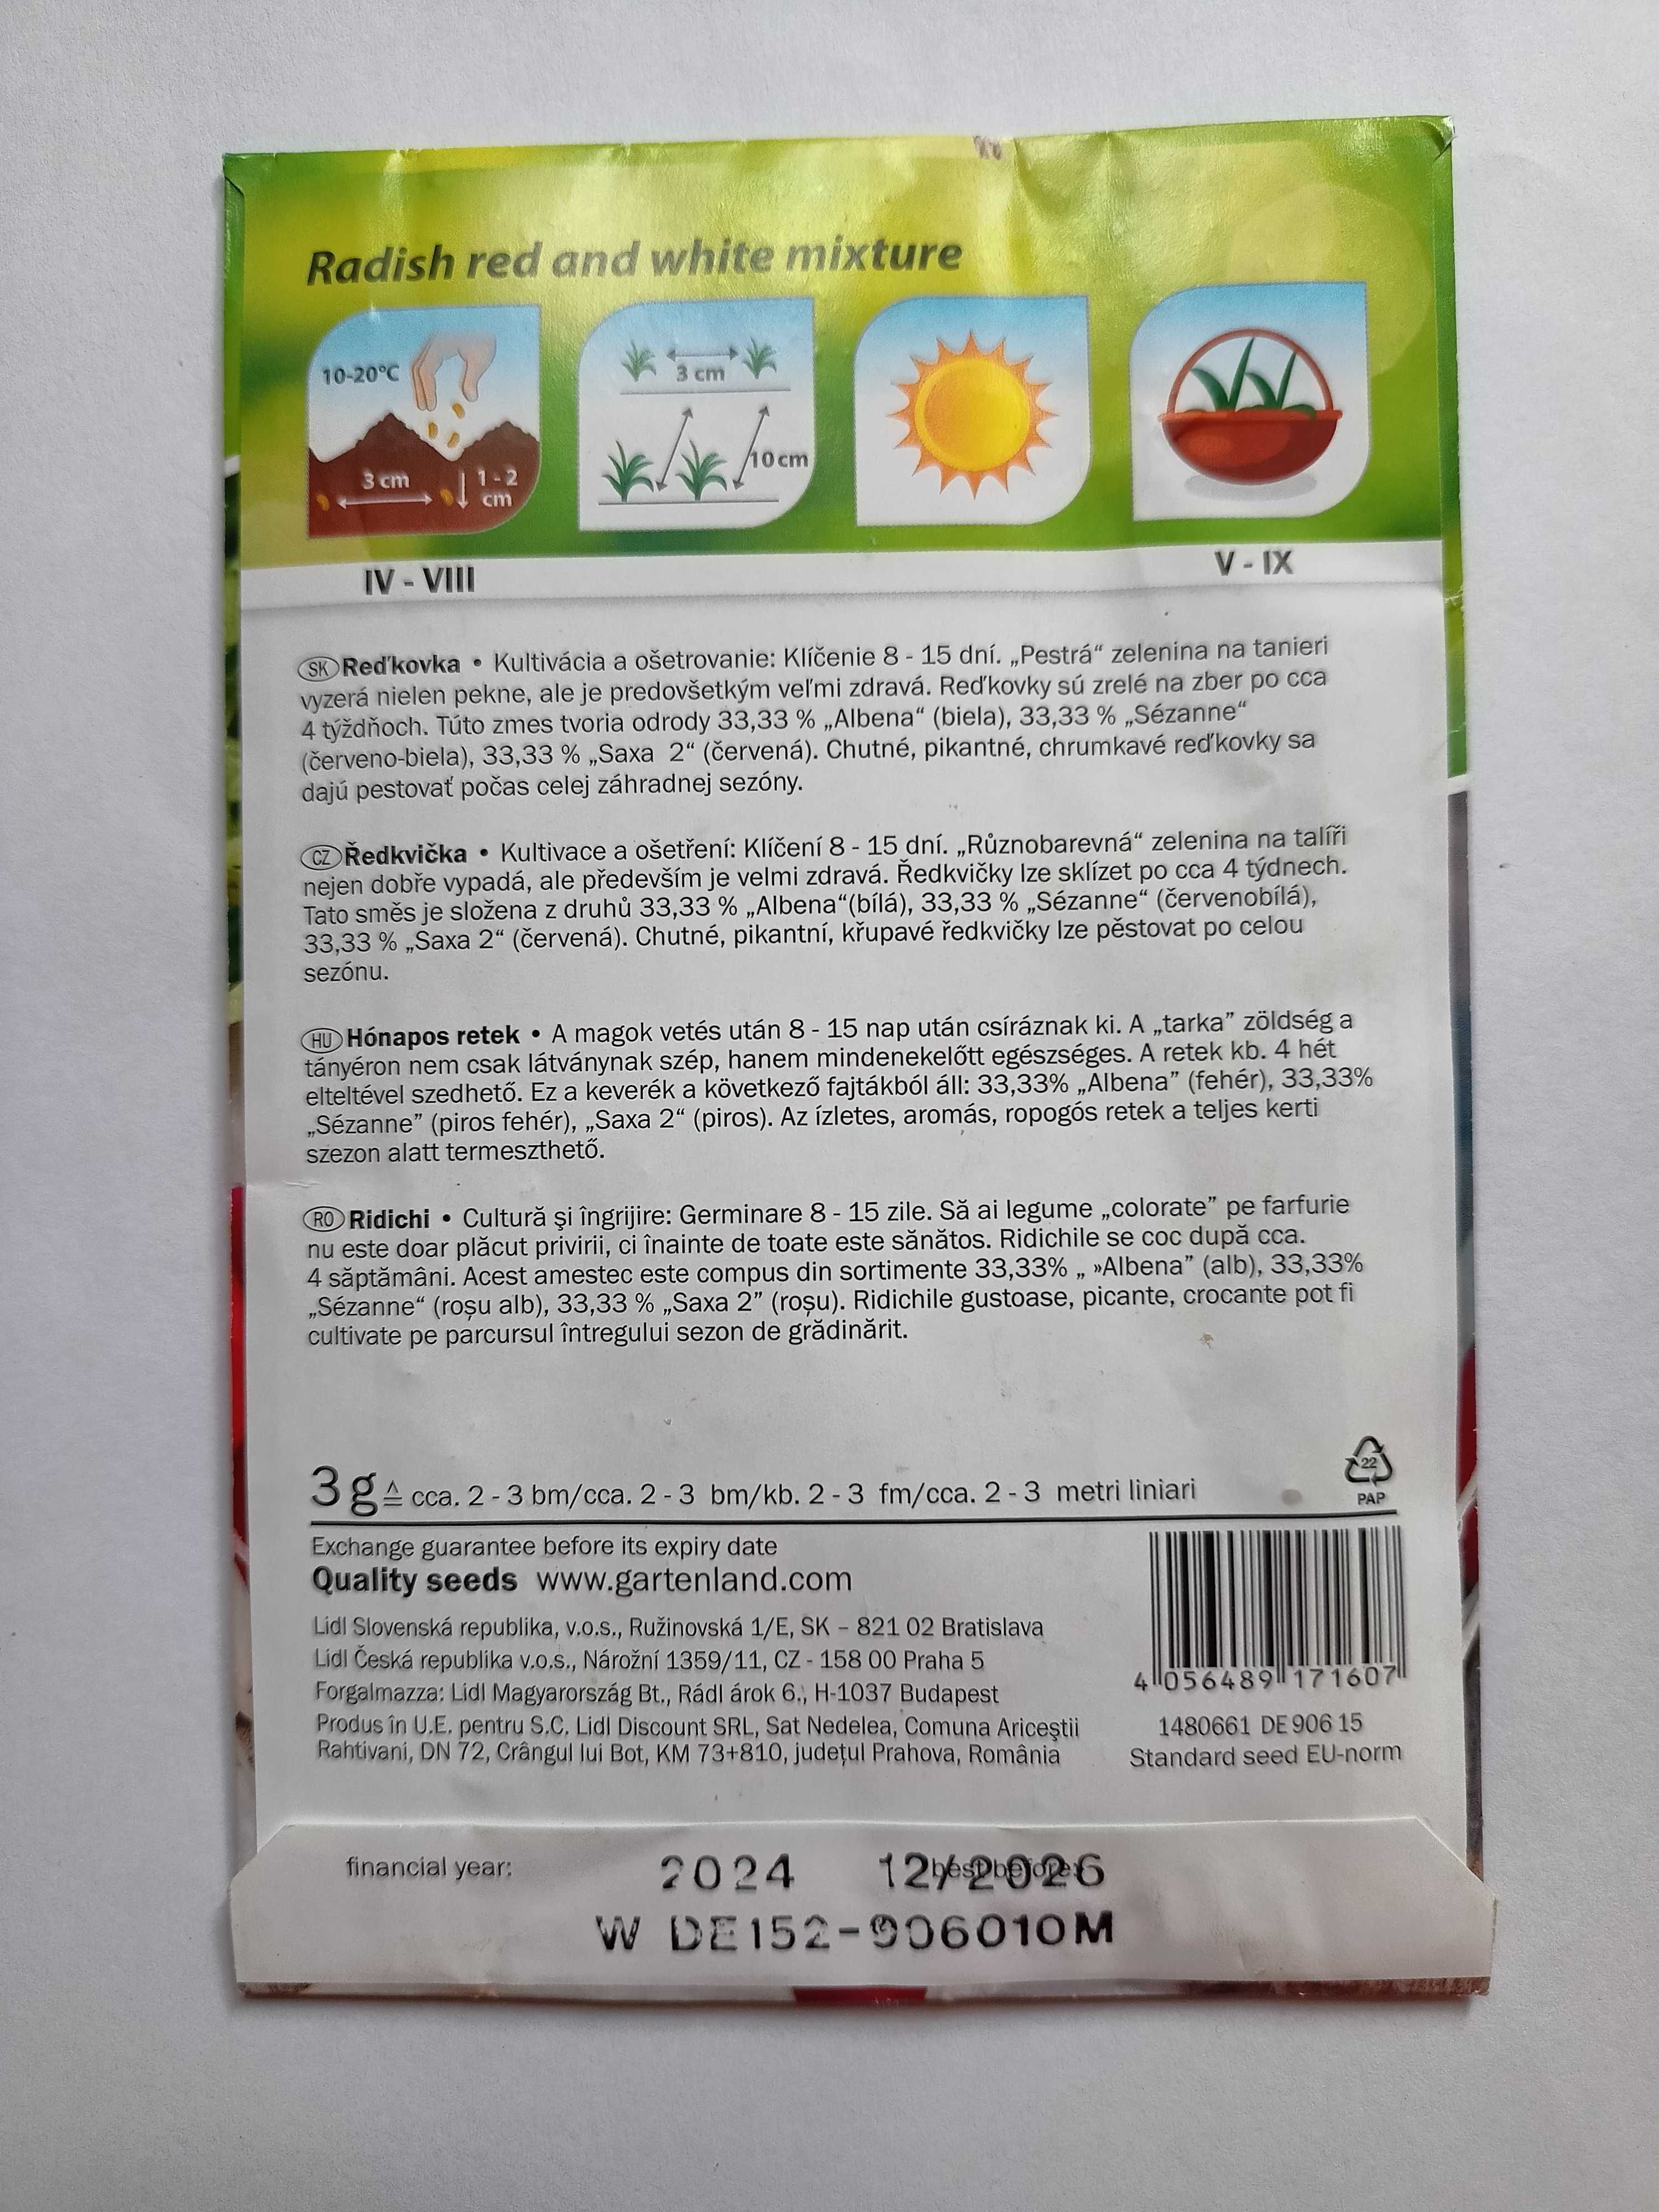 Radish red and white mixture
10-20°C
3 cm
1 - 2
cm
3 cm
10 cm
IV - VIII
V - IX
SK Reďkovka • Kultivácia a ošetrovanie: Klíčenie 8 - 15 dní. „Pestrá“ zelenina na tanieri
vyzerá nielen pekne, ale je predovšetkým veľmi zdravá. Reďkovky sú zrelé na zber po cca
4 týždňoch. Túto zmes tvoria odrody 33,33 % „Albena“ (biela), 33,33 % „Sézanne“
(červeno-biela), 33,33 % „Saxa 2“ (červená). Chutné, pikantné, chrumkavé reďkovky sa
dajú pestovať počas celej záhradnej sezóny.
CZ Ředkvička • Kultivace a ošetření: Klíčení 8 - 15 dní. „Různobarevná“ zelenina na talíři
nejen dobře vypadá, ale především je velmi zdravá. Ředkvičky lze sklízet po cca 4 týdnech.
Tato směs je složena z druhů 33,33 % „Albena“(bílá), 33,33 % „Sézanne“ (červenobílá),
33,33 % „Saxa 2“ (červená). Chutné, pikantní, křupavé ředkvičky lze pěstovat po celou
sezónu.
HU Hónapos retek • A magok vetés után 8 - 15 nap után csíráznak ki. A „tarka” zöldség a
tányéron nem csak látványnak szép, hanem mindenekelőtt egészséges. A retek kb. 4 hét
elteltével szedhető. Ez a keverék a következő fajtákból áll: 33,33% „Albena” (fehér), 33,33%
„Sézanne” (piros fehér), „Saxa 2“ (piros). Az ízletes, aromás, ropogós retek a teljes kerti
szezon alatt termeszthető.
RO Ridichi • Cultură şi îngrijire: Germinare 8 - 15 zile. Să ai legume „colorate” pe farfurie
nu este doar plăcut privirii, ci înainte de toate este sănătos. Ridichile se coc după cca.
4 săptămâni. Acest amestec este compus din sortimente 33,33% „ »Albena” (alb), 33,33%
„Sézanne“ (roșu alb), 33,33 % „Saxa 2” (roșu). Ridichile gustoase, picante, crocante pot fi
cultivate pe parcursul întregului sezon de grădinărit.
3 g ≙ cca. 2 - 3 bm/cca. 2 - 3 bm/kb. 2 - 3 fm/cca. 2 - 3 metri liniari
22
PAP
Exchange guarantee before its expiry date
Quality seeds www.gartenland.com
Lidl Slovenská republika, v.o.s., Ružinovská 1/E, SK – 821 02 Bratislava
Lidl Česká republika v.o.s., Nárožní 1359/11, CZ - 158 00 Praha 5
Forgalmazza: Lidl Magyarország Bt., Rádl árok 6., H-1037 Budapest
Produs în U.E. pentru S.C. Lidl Discount SRL, Sat Nedelea, Comuna Ariceştii
Rahtivani, DN 72, Crângul lui Bot, KM 73+810, județul Prahova, România
4 056489 171607
1480661 DE 906 15
Standard seed EU-norm
financial year: 2024 best before: 12/2026
W DE152-906010M